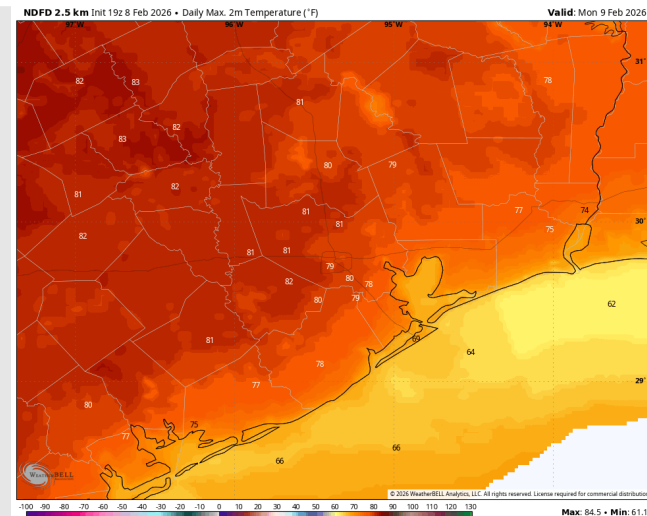 NDFD 2.5 km Init 19z 8 Feb 2026 • Daily Max. 2m Temperature (°F) Valid: Mon 9 Feb 2026
97°W 96°W 95°W 94°W
31°
82 83 78
81
83 82
80 79
81 82
81 77 74
30°
82 81 75
81 81
79
82 80 78
80 79 62
69
81 64
78
29°
77
80
75
77
66
66
WeatherBELL
© 2026 WeatherBELL Analytics, LLC. All rights reserved. License required for commercial distribution
-100 -90 -80 -70 -60 -50 -40 -30 -20 -10 0 10 20 30 40 50 60 70 80 90 100 110 120 130
Max: 84.5 • Min: 61.1